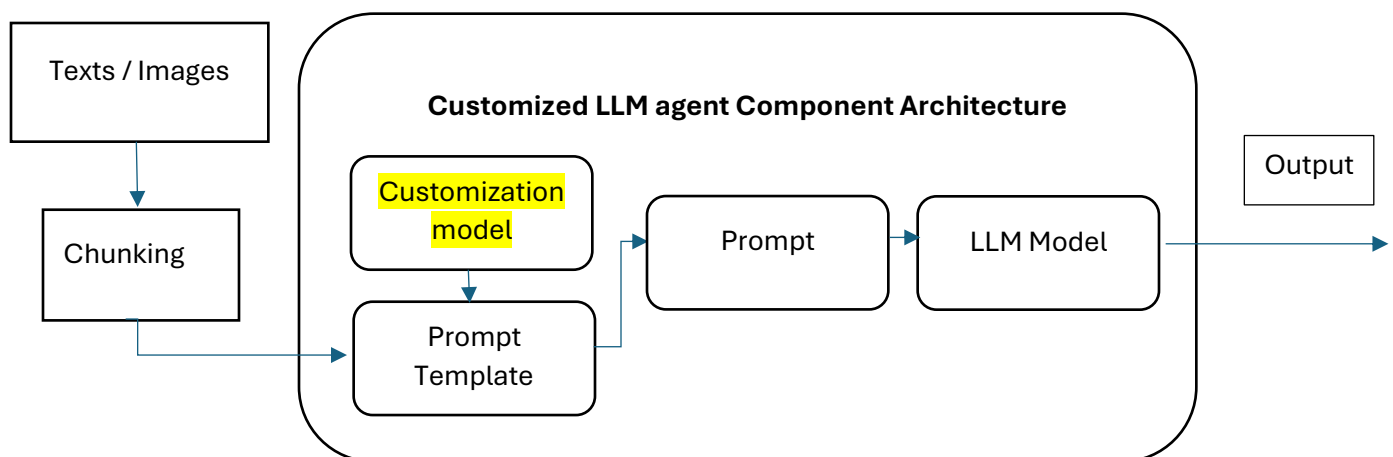 Texts / Images
Customized LLM agent Component Architecture
Output
Customization
model
Chunking
Prompt
LLM Model
Prompt
Template